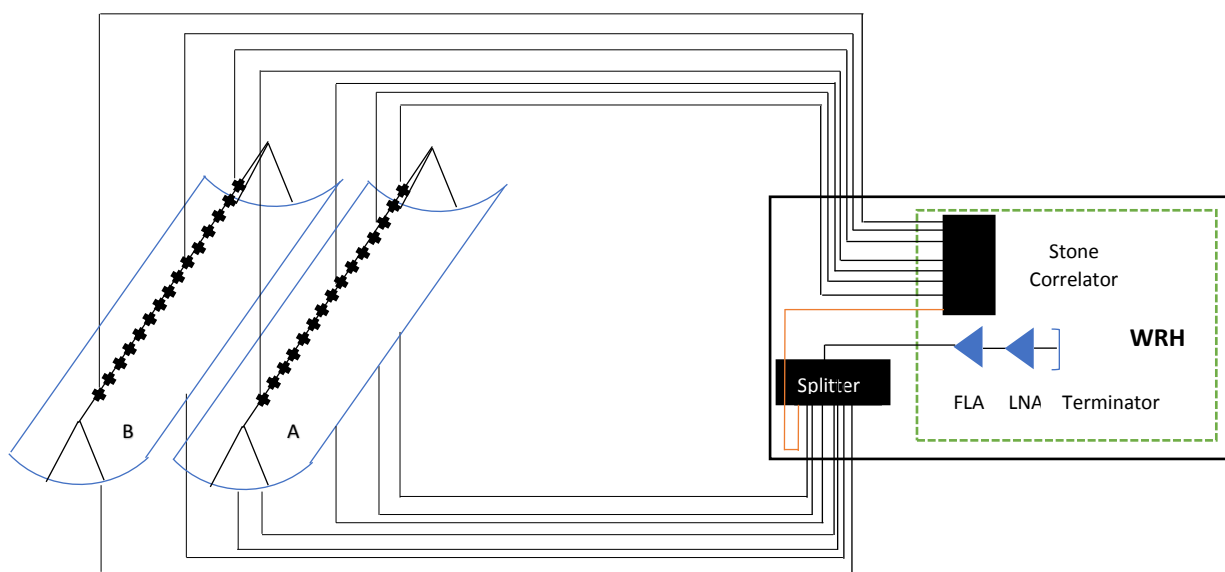 Stone
Correlator
WRH
Splitter
FLA LNA Terminator
B
A